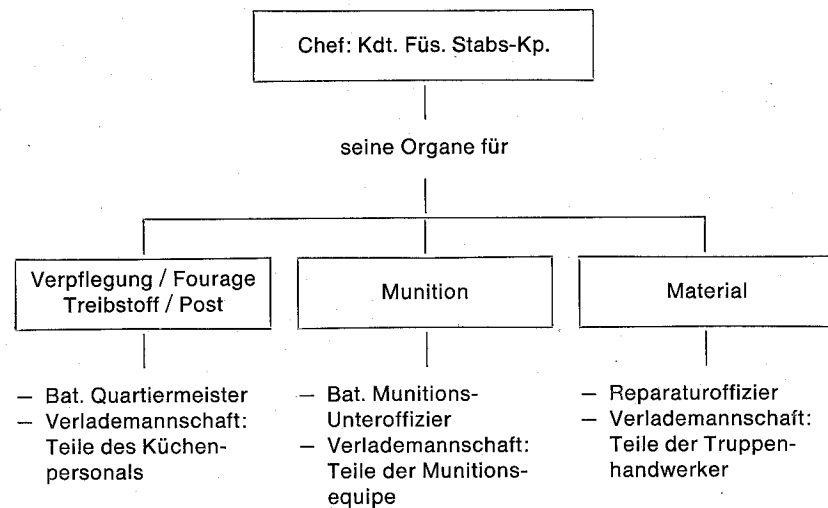 Chef: Kdt. Füs. Stabs-Kp.
seine Organe für
Verpflegung / Fourage
Treibstoff / Post
Munition
Material
– Bat. Quartiermeister
– Verlademannschaft:
Teile des Küchen-
personals
– Bat. Munitions-
Unteroffizier
– Verlademannschaft:
Teile der Munitions-
equipe
– Reparaturoffizier
– Verlademannschaft:
Teile der Truppen-
handwerker